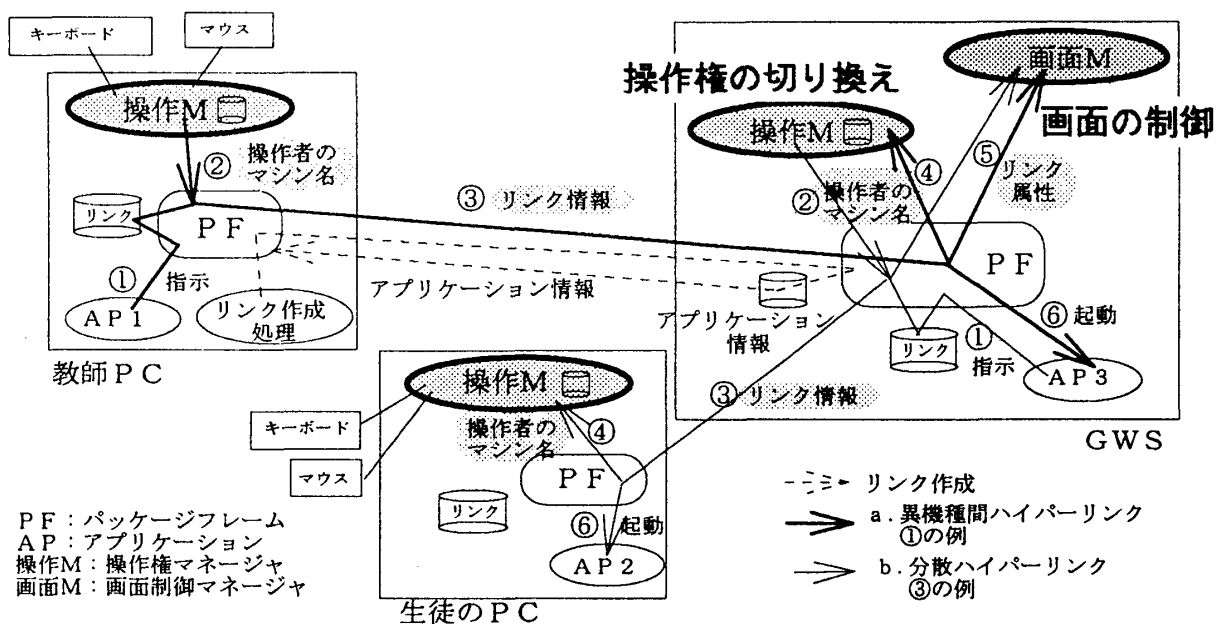 キーボード
マウス
操作M
② 操作者の
マシン名
リンク
PF
① 指示
AP1
リンク作成
処理
教師PC
③ リンク情報
アプリケーション情報
操作権の切り換え
画面M
画面の制御
操作M
④
⑤
リンク
属性
② 操作者の
マシン名
PF
アプリケーション
情報
リンク
①
指示
⑥ 起動
AP3
③ リンク情報
GWS
操作M
キーボード
マウス
操作者の
マシン名
④
PF
リンク
⑥ 起動
AP2
生徒のPC
PF:パッケージフレーム
AP:アプリケーション
操作M:操作権マネージャ
画面M:画面制御マネージャ
リンク作成
a.異機種間ハイパーリンク
①の例
b.分散ハイパーリンク
③の例